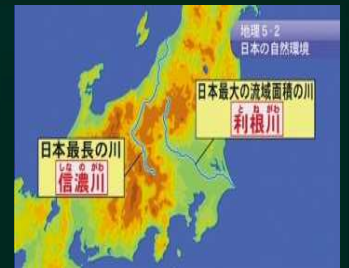 地理5-2
日本の自然環境
日本最大の流域面積の川
とねがわ
利根川
日本最長の川
しなのがわ
信濃川